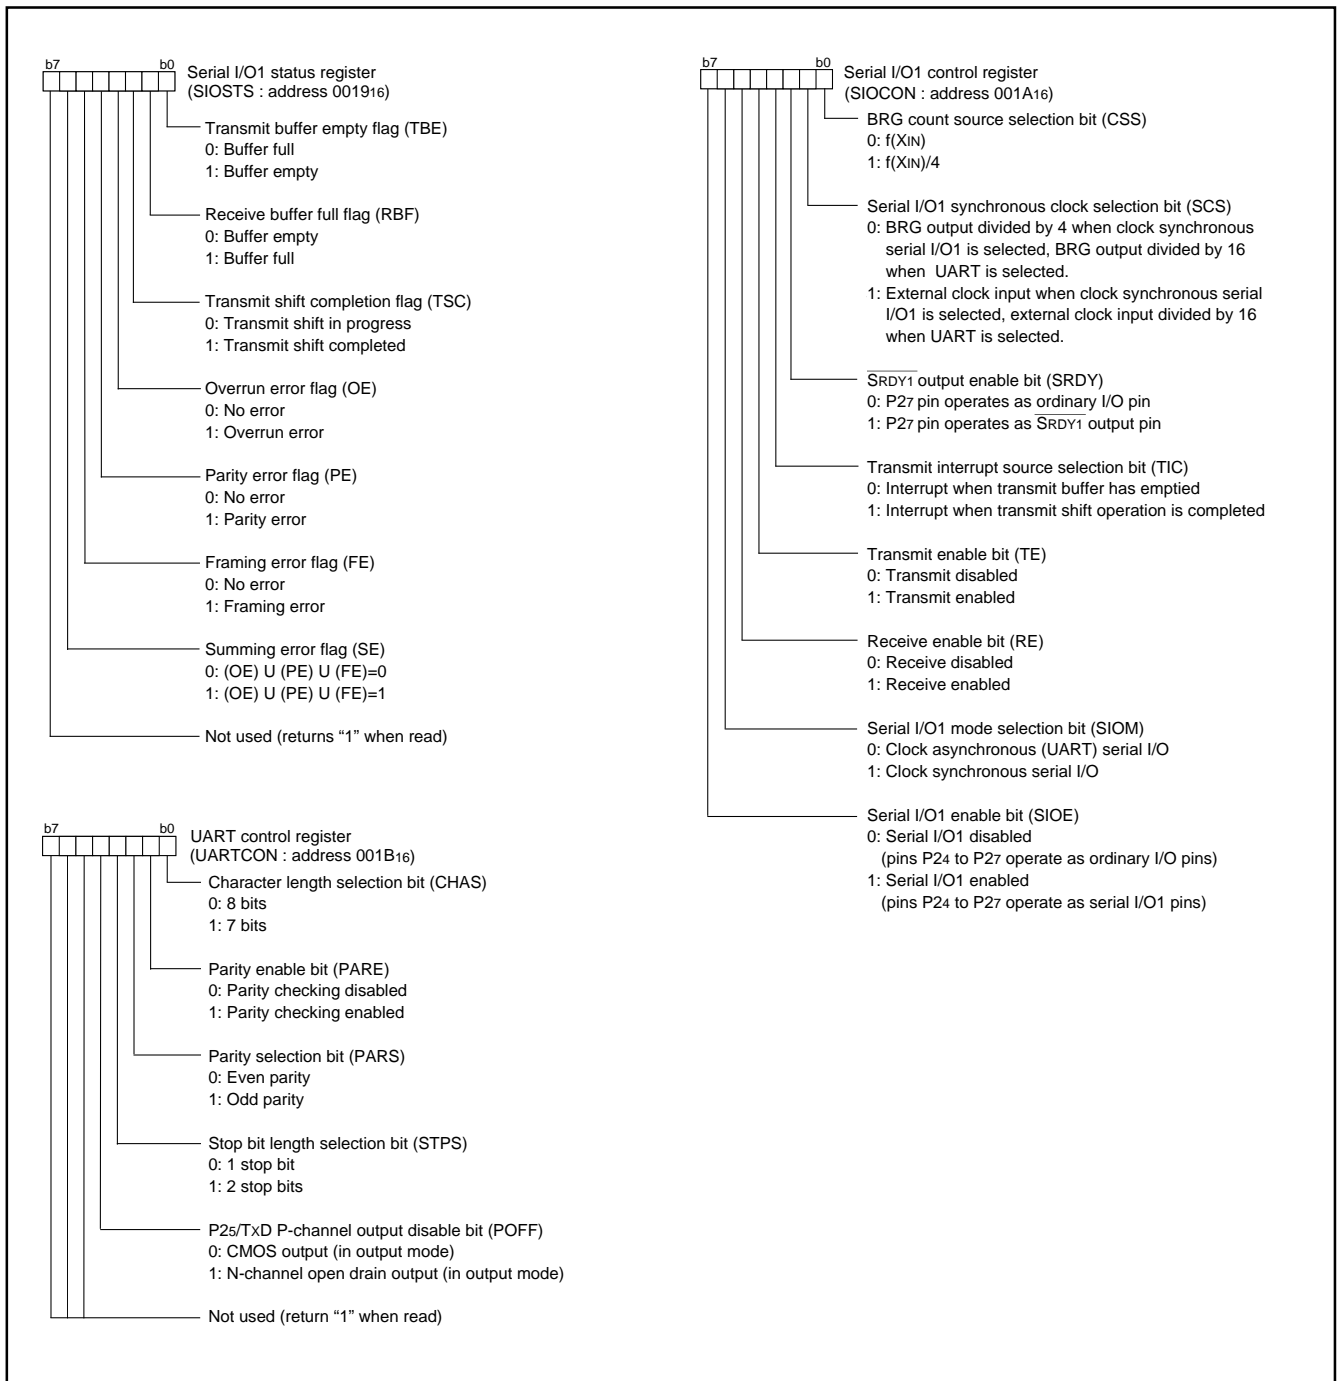 b7 b0
Serial I/O1 status register
(SIOSTS : address 001916)
Transmit buffer empty flag (TBE)
0: Buffer full
1: Buffer empty
Receive buffer full flag (RBF)
0: Buffer empty
1: Buffer full
Transmit shift completion flag (TSC)
0: Transmit shift in progress
1: Transmit shift completed
Overrun error flag (OE)
0: No error
1: Overrun error
Parity error flag (PE)
0: No error
1: Parity error
Framing error flag (FE)
0: No error
1: Framing error
Summing error flag (SE)
0: (OE) U (PE) U (FE)=0
1: (OE) U (PE) U (FE)=1
Not used (returns “1” when read)
b7 b0
UART control register
(UARTCON : address 001B16)
Character length selection bit (CHAS)
0: 8 bits
1: 7 bits
Parity enable bit (PARE)
0: Parity checking disabled
1: Parity checking enabled
Parity selection bit (PARS)
0: Even parity
1: Odd parity
Stop bit length selection bit (STPS)
0: 1 stop bit
1: 2 stop bits
P25/TXD P-channel output disable bit (POFF)
0: CMOS output (in output mode)
1: N-channel open drain output (in output mode)
Not used (return “1” when read)
b7 b0
Serial I/O1 control register
(SIOCON : address 001A16)
BRG count source selection bit (CSS)
0: f(XIN)
1: f(XIN)/4
Serial I/O1 synchronous clock selection bit (SCS)
0: BRG output divided by 4 when clock synchronous
serial I/O1 is selected, BRG output divided by 16
when UART is selected.
1: External clock input when clock synchronous serial
I/O1 is selected, external clock input divided by 16
when UART is selected.
SRDY1 output enable bit (SRDY)
0: P27 pin operates as ordinary I/O pin
1: P27 pin operates as SRDY1 output pin
Transmit interrupt source selection bit (TIC)
0: Interrupt when transmit buffer has emptied
1: Interrupt when transmit shift operation is completed
Transmit enable bit (TE)
0: Transmit disabled
1: Transmit enabled
Receive enable bit (RE)
0: Receive disabled
1: Receive enabled
Serial I/O1 mode selection bit (SIOM)
0: Clock asynchronous (UART) serial I/O
1: Clock synchronous serial I/O
Serial I/O1 enable bit (SIOE)
0: Serial I/O1 disabled
(pins P24 to P27 operate as ordinary I/O pins)
1: Serial I/O1 enabled
(pins P24 to P27 operate as serial I/O1 pins)